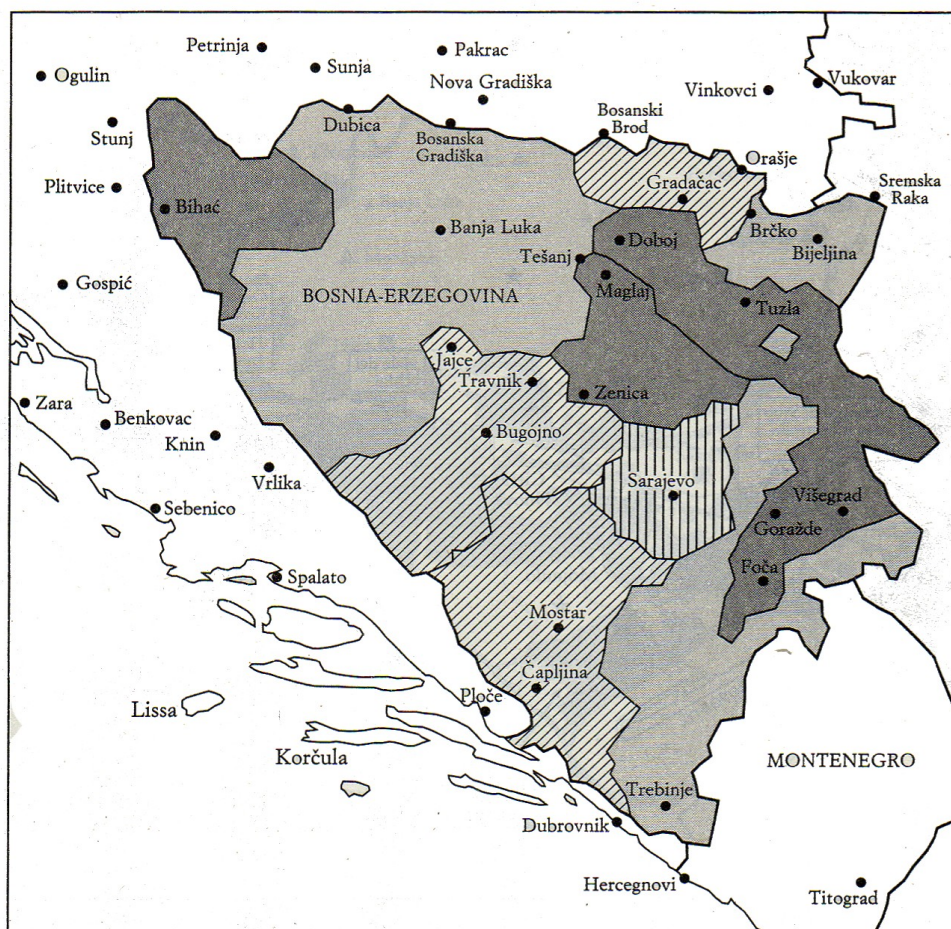 Petrinja
Pakrac
Ogulin
Sunja
Nova Gradiška
Vinkovci
Vukovar
Stunj
Dubica
Bosanska
Gradiška
Bosanski
Brod
Orašje
Plitvice
Gradačac
Sremska
Raka
Bihać
Banja Luka
Doboj
Brčko
Bijeljina
Tešanj
Gospić
BOSNIA-ERZEGOVINA
Maglaj
Tuzla
Jajce
Travnik
Zenica
Zara
Benkovac
Knin
Bugojno
Vrlika
Sarajevo
Sebenico
Višegrad
Goražde
Spalato
Foča
Mostar
Čapljina
Ploče
Lissa
Korčula
MONTENEGRO
Trebinje
Dubrovnik
Hercegnovi
Titograd